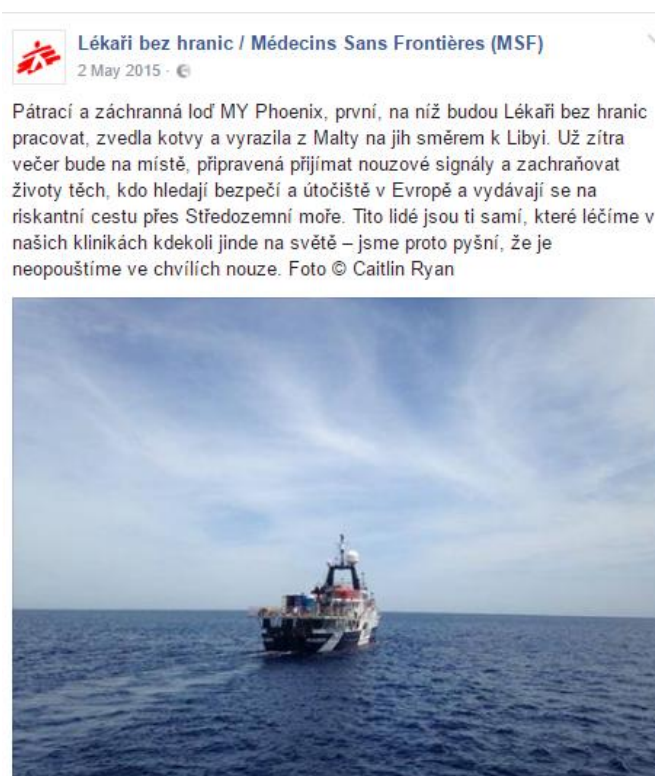 Lékaři bez hranic / Médecins Sans Frontières (MSF)
2 May 2015 ·
Pátrací a záchranná loď MY Phoenix, první, na níž budou Lékaři bez hranic
pracovat, zvedla kotvy a vyrazila z Malty na jih směrem k Libyi. Už zítra
večer bude na místě, připravená přijímat nouzové signály a zachraňovat
životy těch, kdo hledají bezpečí a útočiště v Evropě a vydávají se na
riskantní cestu přes Středozemní moře. Tito lidé jsou ti samí, které léčíme v
našich klinikách kdekoli jinde na světě – jsme proto pyšní, že je
neopouštíme ve chvílích nouze. Foto © Caitlin Ryan